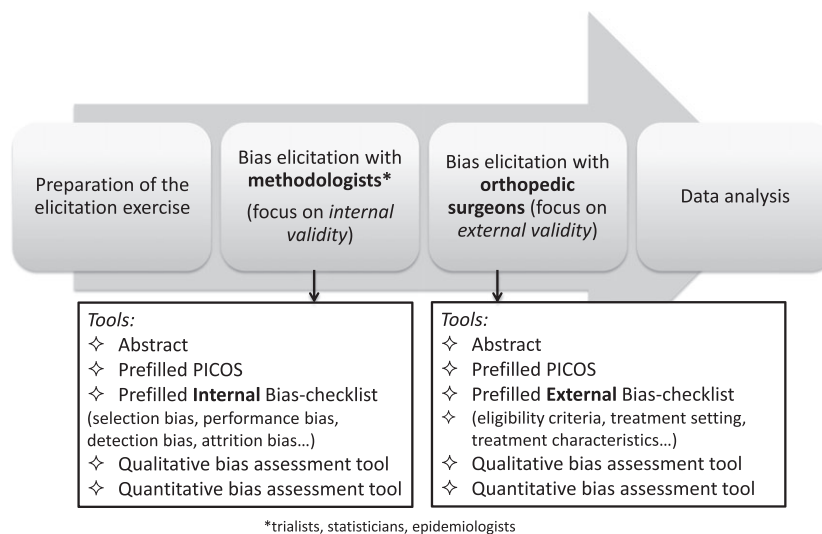 Preparation of the
elicitation exercise
Bias elicitation with
methodologists*
(focus on internal
validity)
Bias elicitation with
orthopedic
surgeons (focus on
external validity)
Data analysis
Tools:
✧ Abstract
✧ Prefilled PICOS
✧ Prefilled Internal Bias-checklist
(selection bias, performance bias,
detection bias, attrition bias…)
✧ Qualitative bias assessment tool
✧ Quantitative bias assessment tool
Tools:
✧ Abstract
✧ Prefilled PICOS
✧ Prefilled External Bias-checklist
✧ (eligibility criteria, treatment setting,
treatment characteristics…)
✧ Qualitative bias assessment tool
✧ Quantitative bias assessment tool
*trialists, statisticians, epidemiologists